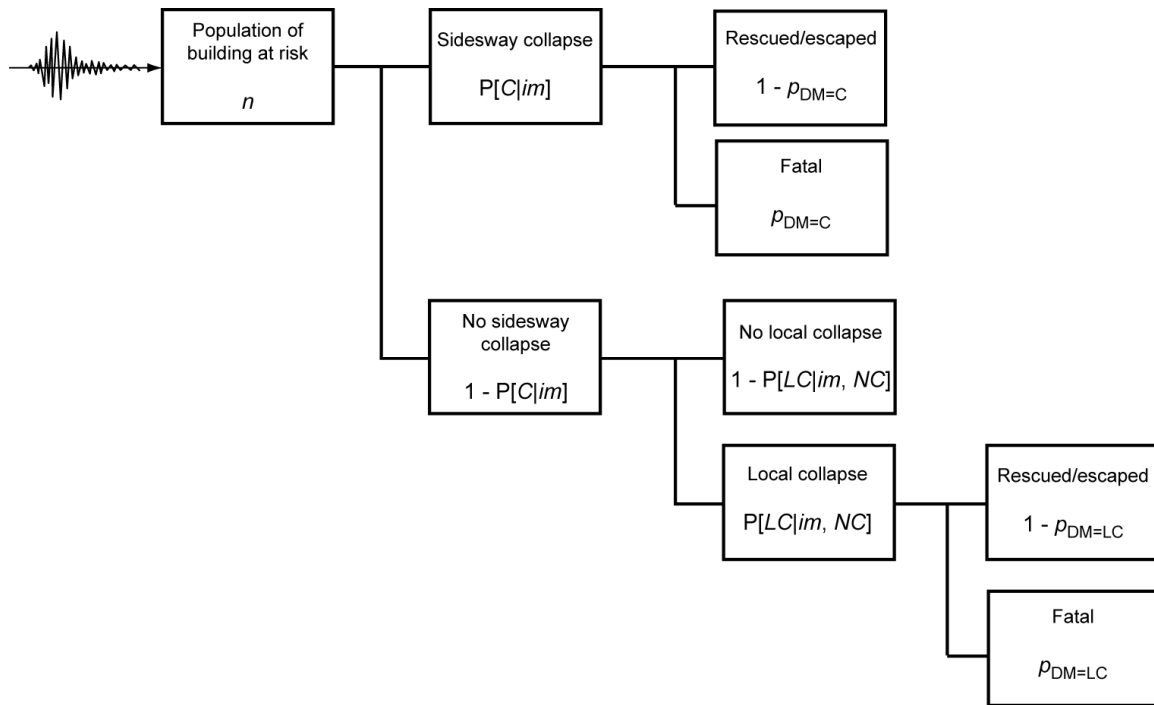 Population of
building at risk
n
Sidesway collapse
P[C|im]
Rescued/escaped
1 - pDM=C
Fatal
pDM=C
No sidesway
collapse
1 - P[C|im]
No local collapse
1 - P[LC|im, NC]
Local collapse
P[LC|im, NC]
Rescued/escaped
1 - pDM=LC
Fatal
pDM=LC